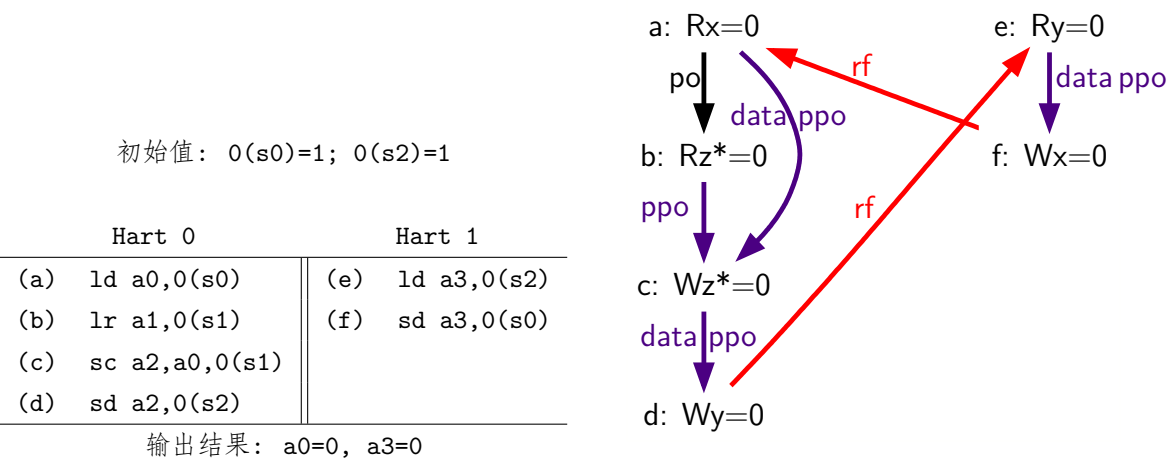 初始值: 0(s0)=1; 0(s2)=1
Hart 0 Hart 1
(a) ld a0,0(s0) (e) ld a3,0(s2)
(b) lr a1,0(s1) (f) sd a3,0(s0)
(c) sc a2,a0,0(s1)
(d) sd a2,0(s2)
输出结果: a0=0, a3=0
a: Rx=0 e: Ry=0
po rf data ppo
data ppo
b: Rz*=0 f: Wx=0
ppo rf
c: Wz*=0
data ppo
d: Wy=0